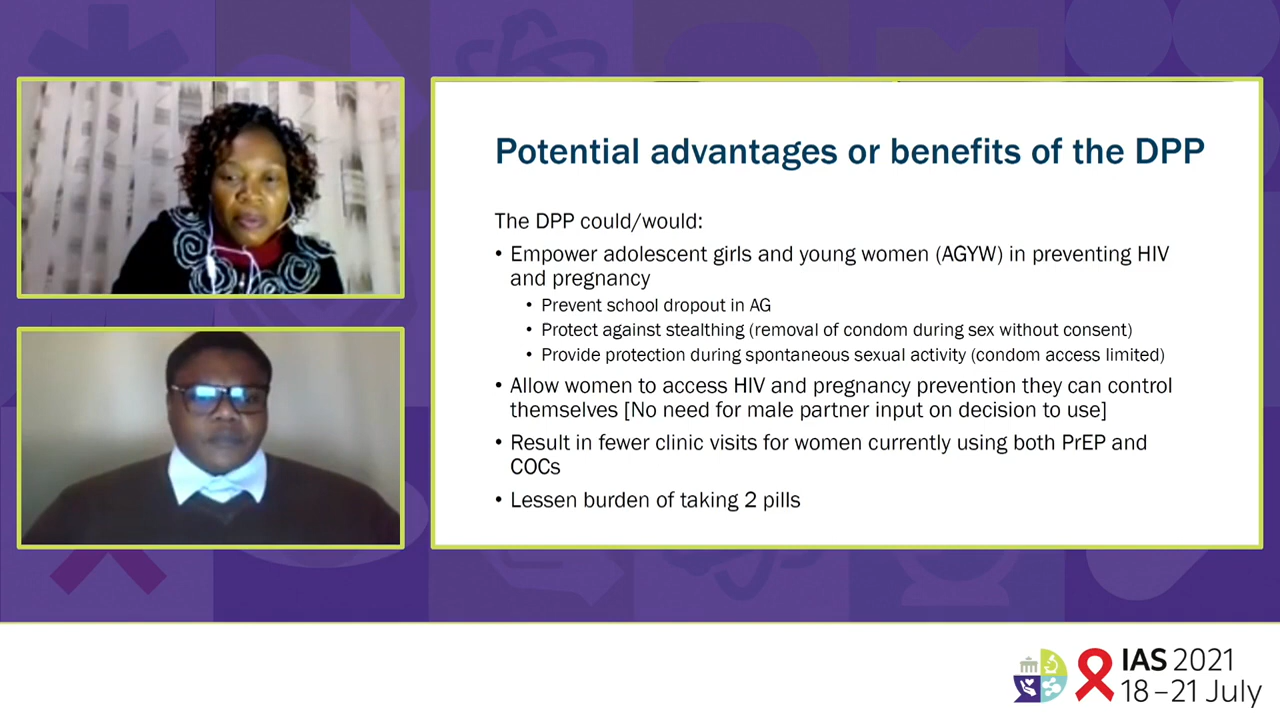 Potential advantages or benefits of the DPP
The DPP could/would:
• Empower adolescent girls and young women (AGYW) in preventing HIV
and pregnancy
• Prevent school dropout in AG
• Protect against stealthing (removal of condom during sex without consent)
• Provide protection during spontaneous sexual activity (condom access limited)
• Allow women to access HIV and pregnancy prevention they can control
themselves [No need for male partner input on decision to use]
• Result in fewer clinic visits for women currently using both PrEP and
COCs
• Lessen burden of taking 2 pills
IAS 2021
18–21 July